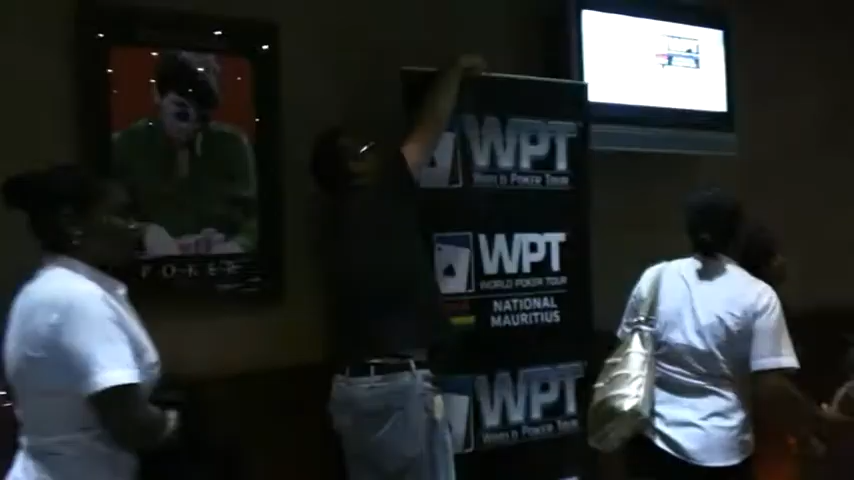 WPT
WORLD POKER TOUR
WPT
WORLD POKER TOUR
NATIONAL
MAURITIUS
WPT
WORLD POKER TOUR
POKER